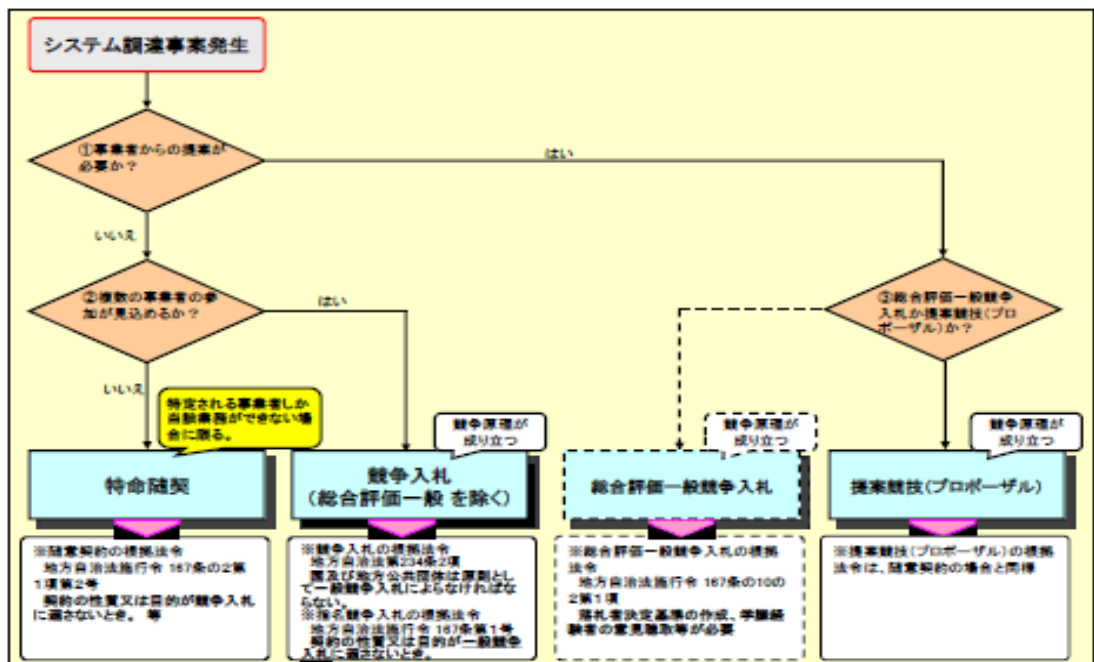 システム調達事案発生
①事業者からの提案が
必要か？
はい
いいえ
②複数の事業者の参
加が見込めるか？
はい
③総合評価一般競争
入札か提案競技(プロ
ポーザル)か？
いいえ
特定される事業者しか
当該業務ができない場
合に限る。
競争原理が
成り立つ
競争原理が
成り立つ
競争原理が
成り立つ
特命随契
競争入札
(総合評価一般 を除く)
総合評価一般競争入札
提案競技(プロポーザル)
※随意契約の根拠法令
地方自治法施行令 167条の2第
1項第2号
契約の性質又は目的が競争入札
に適さないとき。 等
※競争入札の根拠法令
地方自治法第234条2項
国及び地方公共団体は原則とし
て一般競争入札によらなければな
らない。
※指名競争入札の根拠法令
地方自治法施行令 167条第1号
契約の性質又は目的が一般競争
入札に適さないとき。
※総合評価一般競争入札の根拠
法令
地方自治法施行令 167条の10の
2第1項
落札者決定基準の作成、学識経
験者の意見聴取等が必要
※提案競技(プロポーザル)の根拠
法令は、随意契約の場合と同様